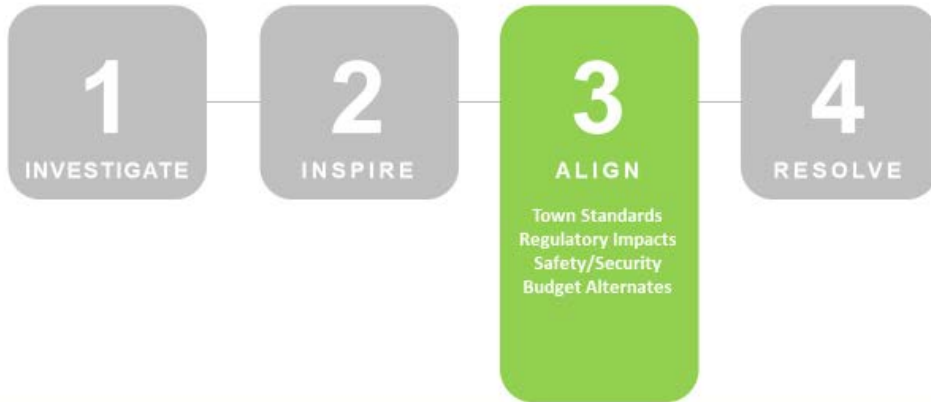 1
INVESTIGATE
2
INSPIRE
3
ALIGN
Town Standards
Regulatory Impacts
Safety/Security
Budget Alternates
4
RESOLVE